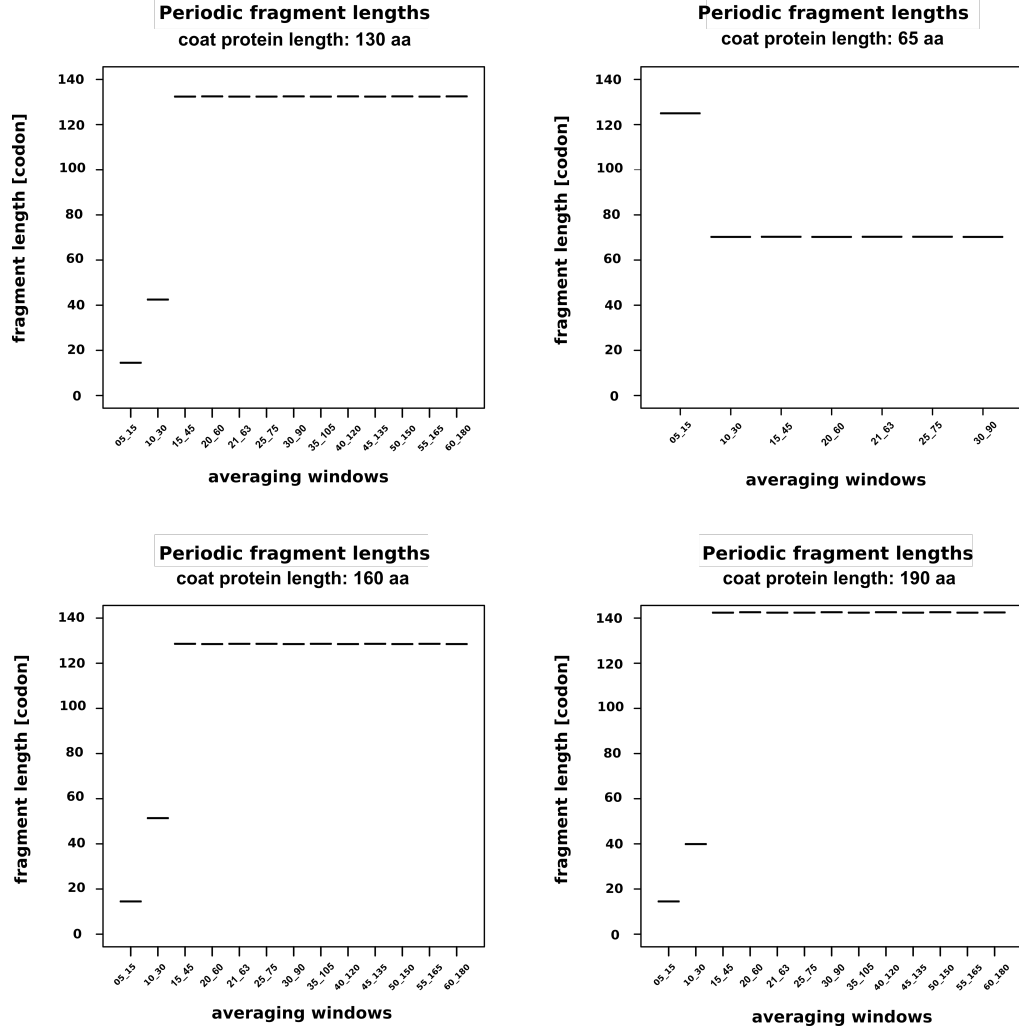 Periodic fragment lengths
coat protein length: 130 aa
fragment length [codon]
140
120
100
80
60
40
20
0
05_15 10_30 15_45 20_60 21_63 25_75 30_90 35_105 40_120 45_135 50_150 55_165 60_180
averaging windows
Periodic fragment lengths
coat protein length: 65 aa
fragment length [codon]
140
120
100
80
60
40
20
0
05_15 10_30 15_45 20_60 21_63 25_75 30_90
averaging windows
Periodic fragment lengths
coat protein length: 160 aa
fragment length [codon]
140
120
100
80
60
40
20
0
05_15 10_30 15_45 20_60 21_63 25_75 30_90 35_105 40_120 45_135 50_150 55_165 60_180
averaging windows
Periodic fragment lengths
coat protein length: 190 aa
fragment length [codon]
140
120
100
80
60
40
20
0
05_15 10_30 15_45 20_60 21_63 25_75 30_90 35_105 40_120 45_135 50_150 55_165 60_180
averaging windows